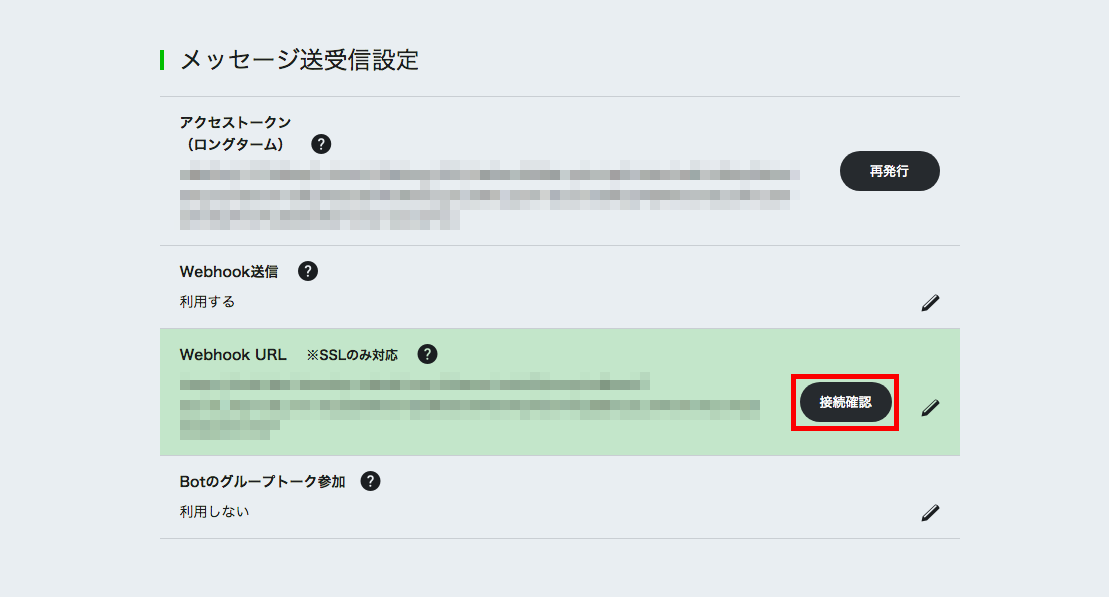 メッセージ送受信設定
アクセストークン
（ロングターム） ?
再発行
Webhook送信 ?
利用する
Webhook URL ※SSLのみ対応 ?
接続確認
Botのグループトーク参加 ?
利用しない